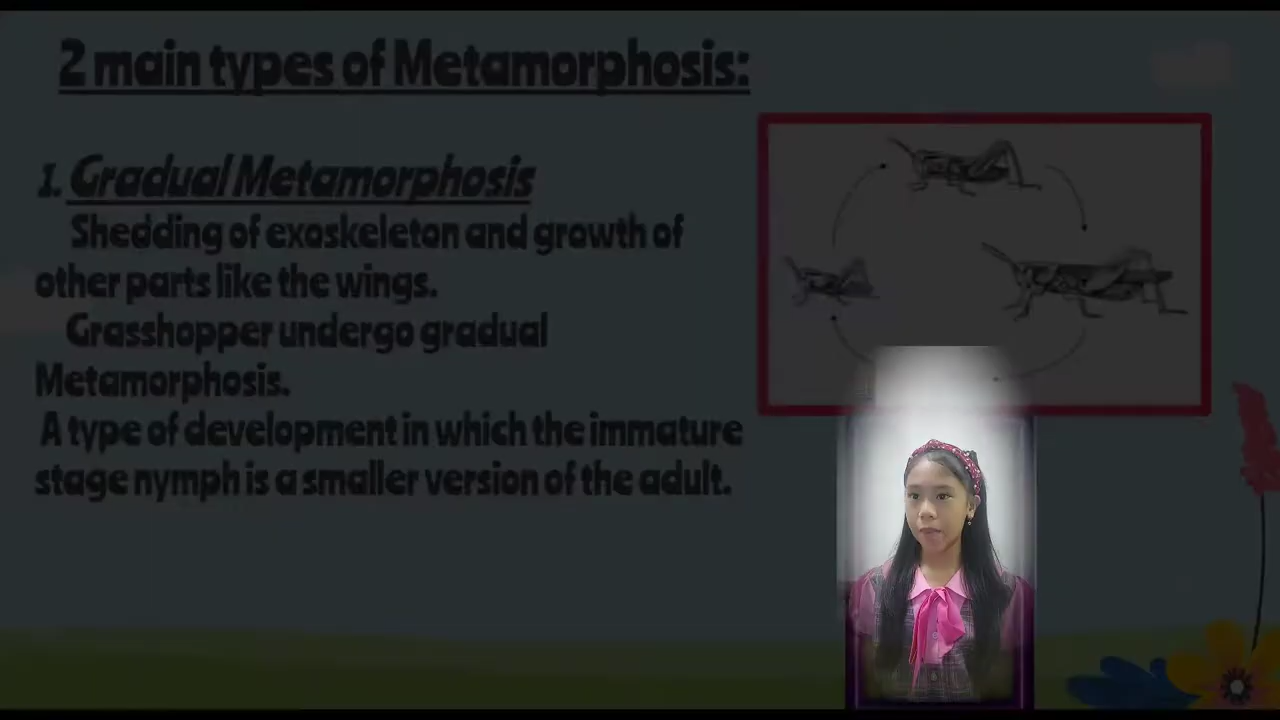 2 main types of Metamorphosis:
1. Gradual Metamorphosis
Shedding of exoskeleton and growth of
other parts like the wings.
Grasshopper undergo gradual
Metamorphosis.
A type of development in which the immature
stage nymph is a smaller version of the adult.